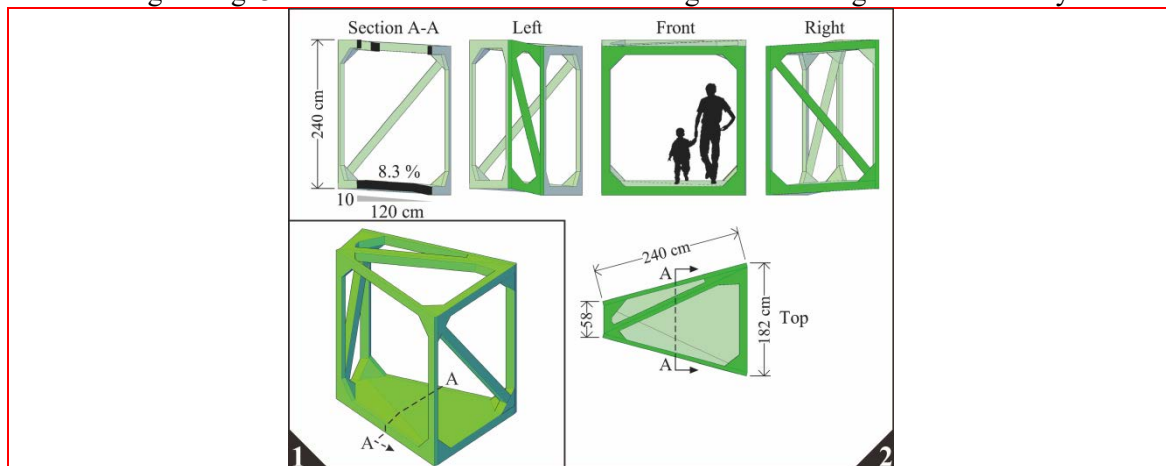 Section A-A
Left
Front
Right
240 cm
8.3 %
10
120 cm
A
A
1
240 cm
A
58
182 cm
Top
A
2